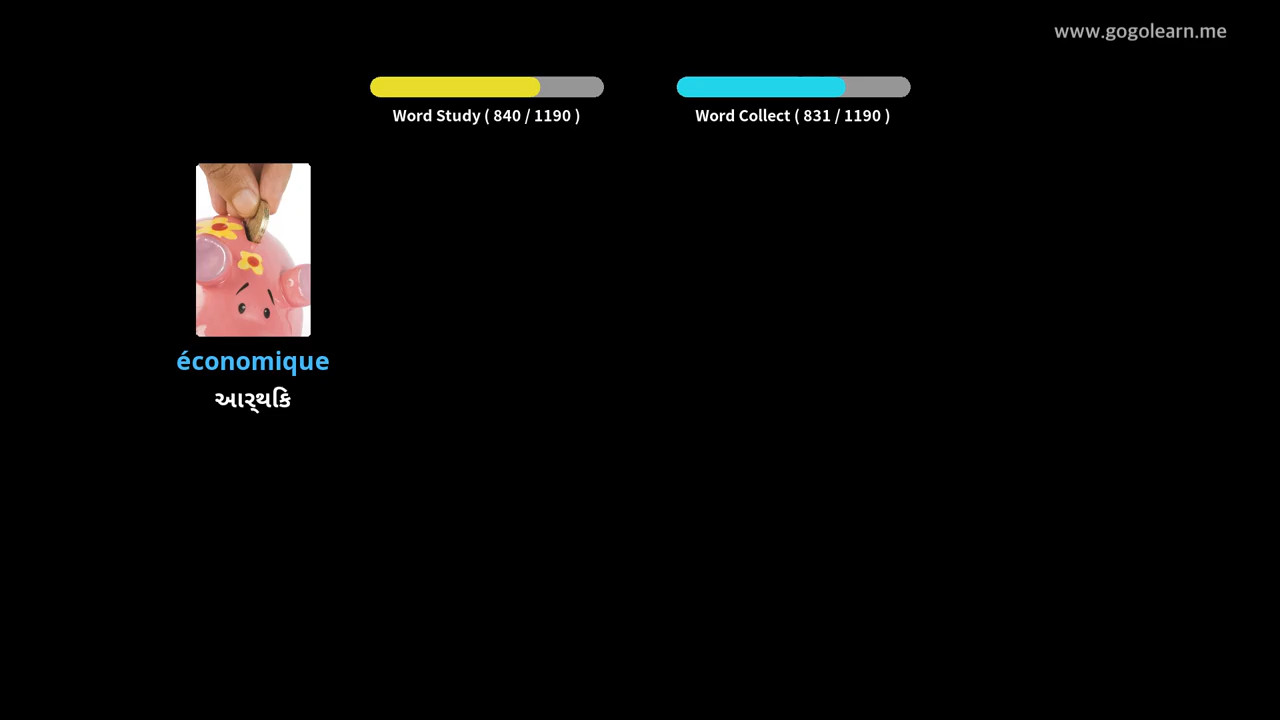 www.gogolearn.me
Word Study ( 840 / 1190 )
Word Collect ( 831 / 1190 )
économique
આર્થિક